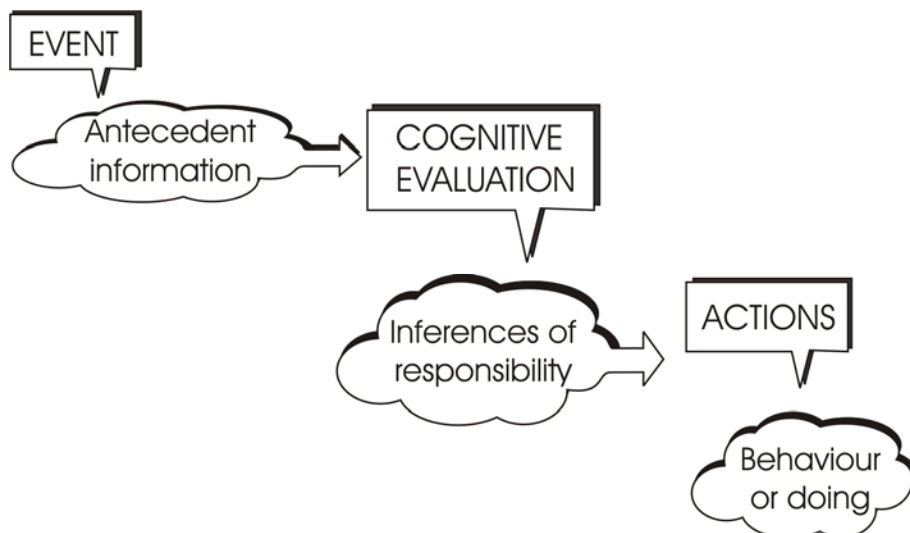 EVENT
Antecedent
information
COGNITIVE
EVALUATION
Inferences of
responsibility
ACTIONS
Behaviour
or doing